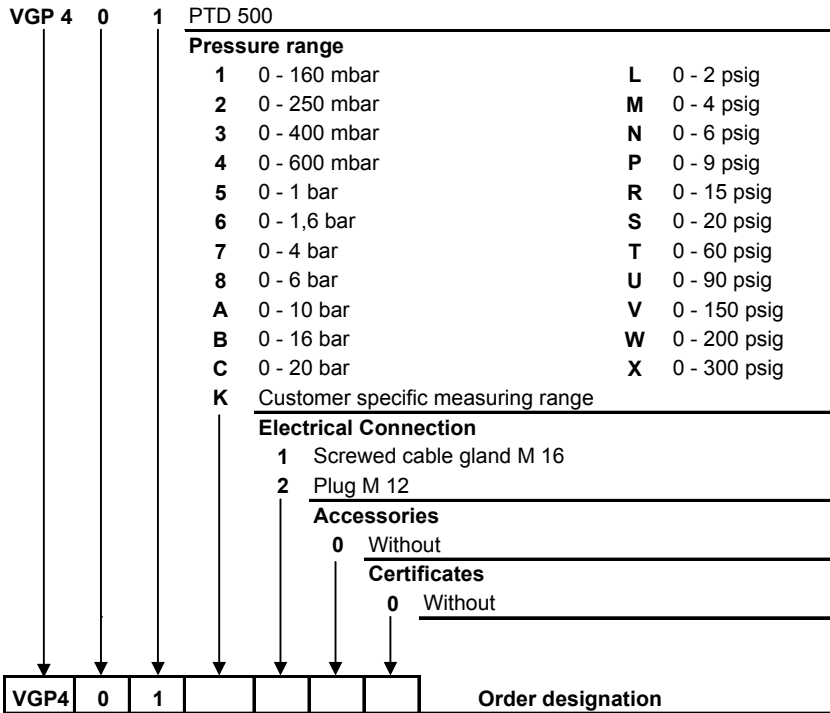 VGP 4 0 1 PTD 500
Pressure range
1 0 - 160 mbar L 0 - 2 psig
2 0 - 250 mbar M 0 - 4 psig
3 0 - 400 mbar N 0 - 6 psig
4 0 - 600 mbar P 0 - 9 psig
5 0 - 1 bar R 0 - 15 psig
6 0 - 1,6 bar S 0 - 20 psig
7 0 - 4 bar T 0 - 60 psig
8 0 - 6 bar U 0 - 90 psig
A 0 - 10 bar V 0 - 150 psig
B 0 - 16 bar W 0 - 200 psig
C 0 - 20 bar X 0 - 300 psig
K Customer specific measuring range
Electrical Connection
1 Screwed cable gland M 16
2 Plug M 12
Accessories
0 Without
Certificates
0 Without
VGP4 0 1 Order designation